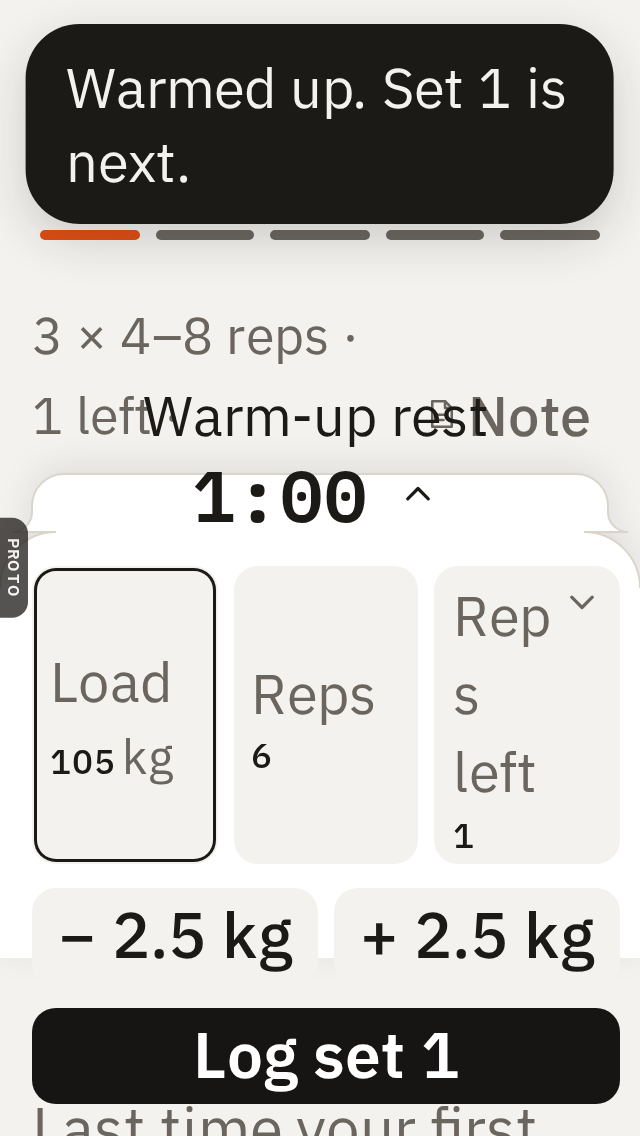 Warmed up. Set 1 is
next.
3 × 4–8 reps ·
1 left ·
Note
Warm-up rest
1:00
PROTO
Load
105 kg
Reps
6
Rep
s
left
1
– 2.5 kg
+ 2.5 kg
Log set 1
Last time your first